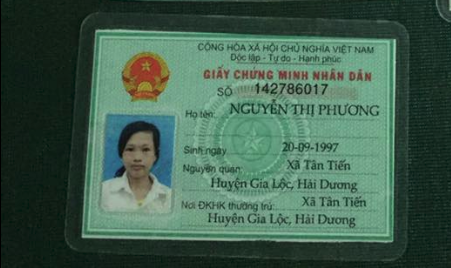 CỘNG HÒA XÃ HỘI CHỦ NGHĨA VIỆT NAM
Độc lập - Tự do - Hạnh phúc
GIẤY CHỨNG MINH NHÂN DÂN
SỐ 142786017
Họ tên: NGUYỄN THỊ PHƯƠNG
Sinh ngày 20-09-1997
Nguyên quán Xã Tân Tiến
Huyện Gia Lộc, Hải Dương
Nơi ĐKHK thường trú: Xã Tân Tiến
Huyện Gia Lộc, Hải Dương